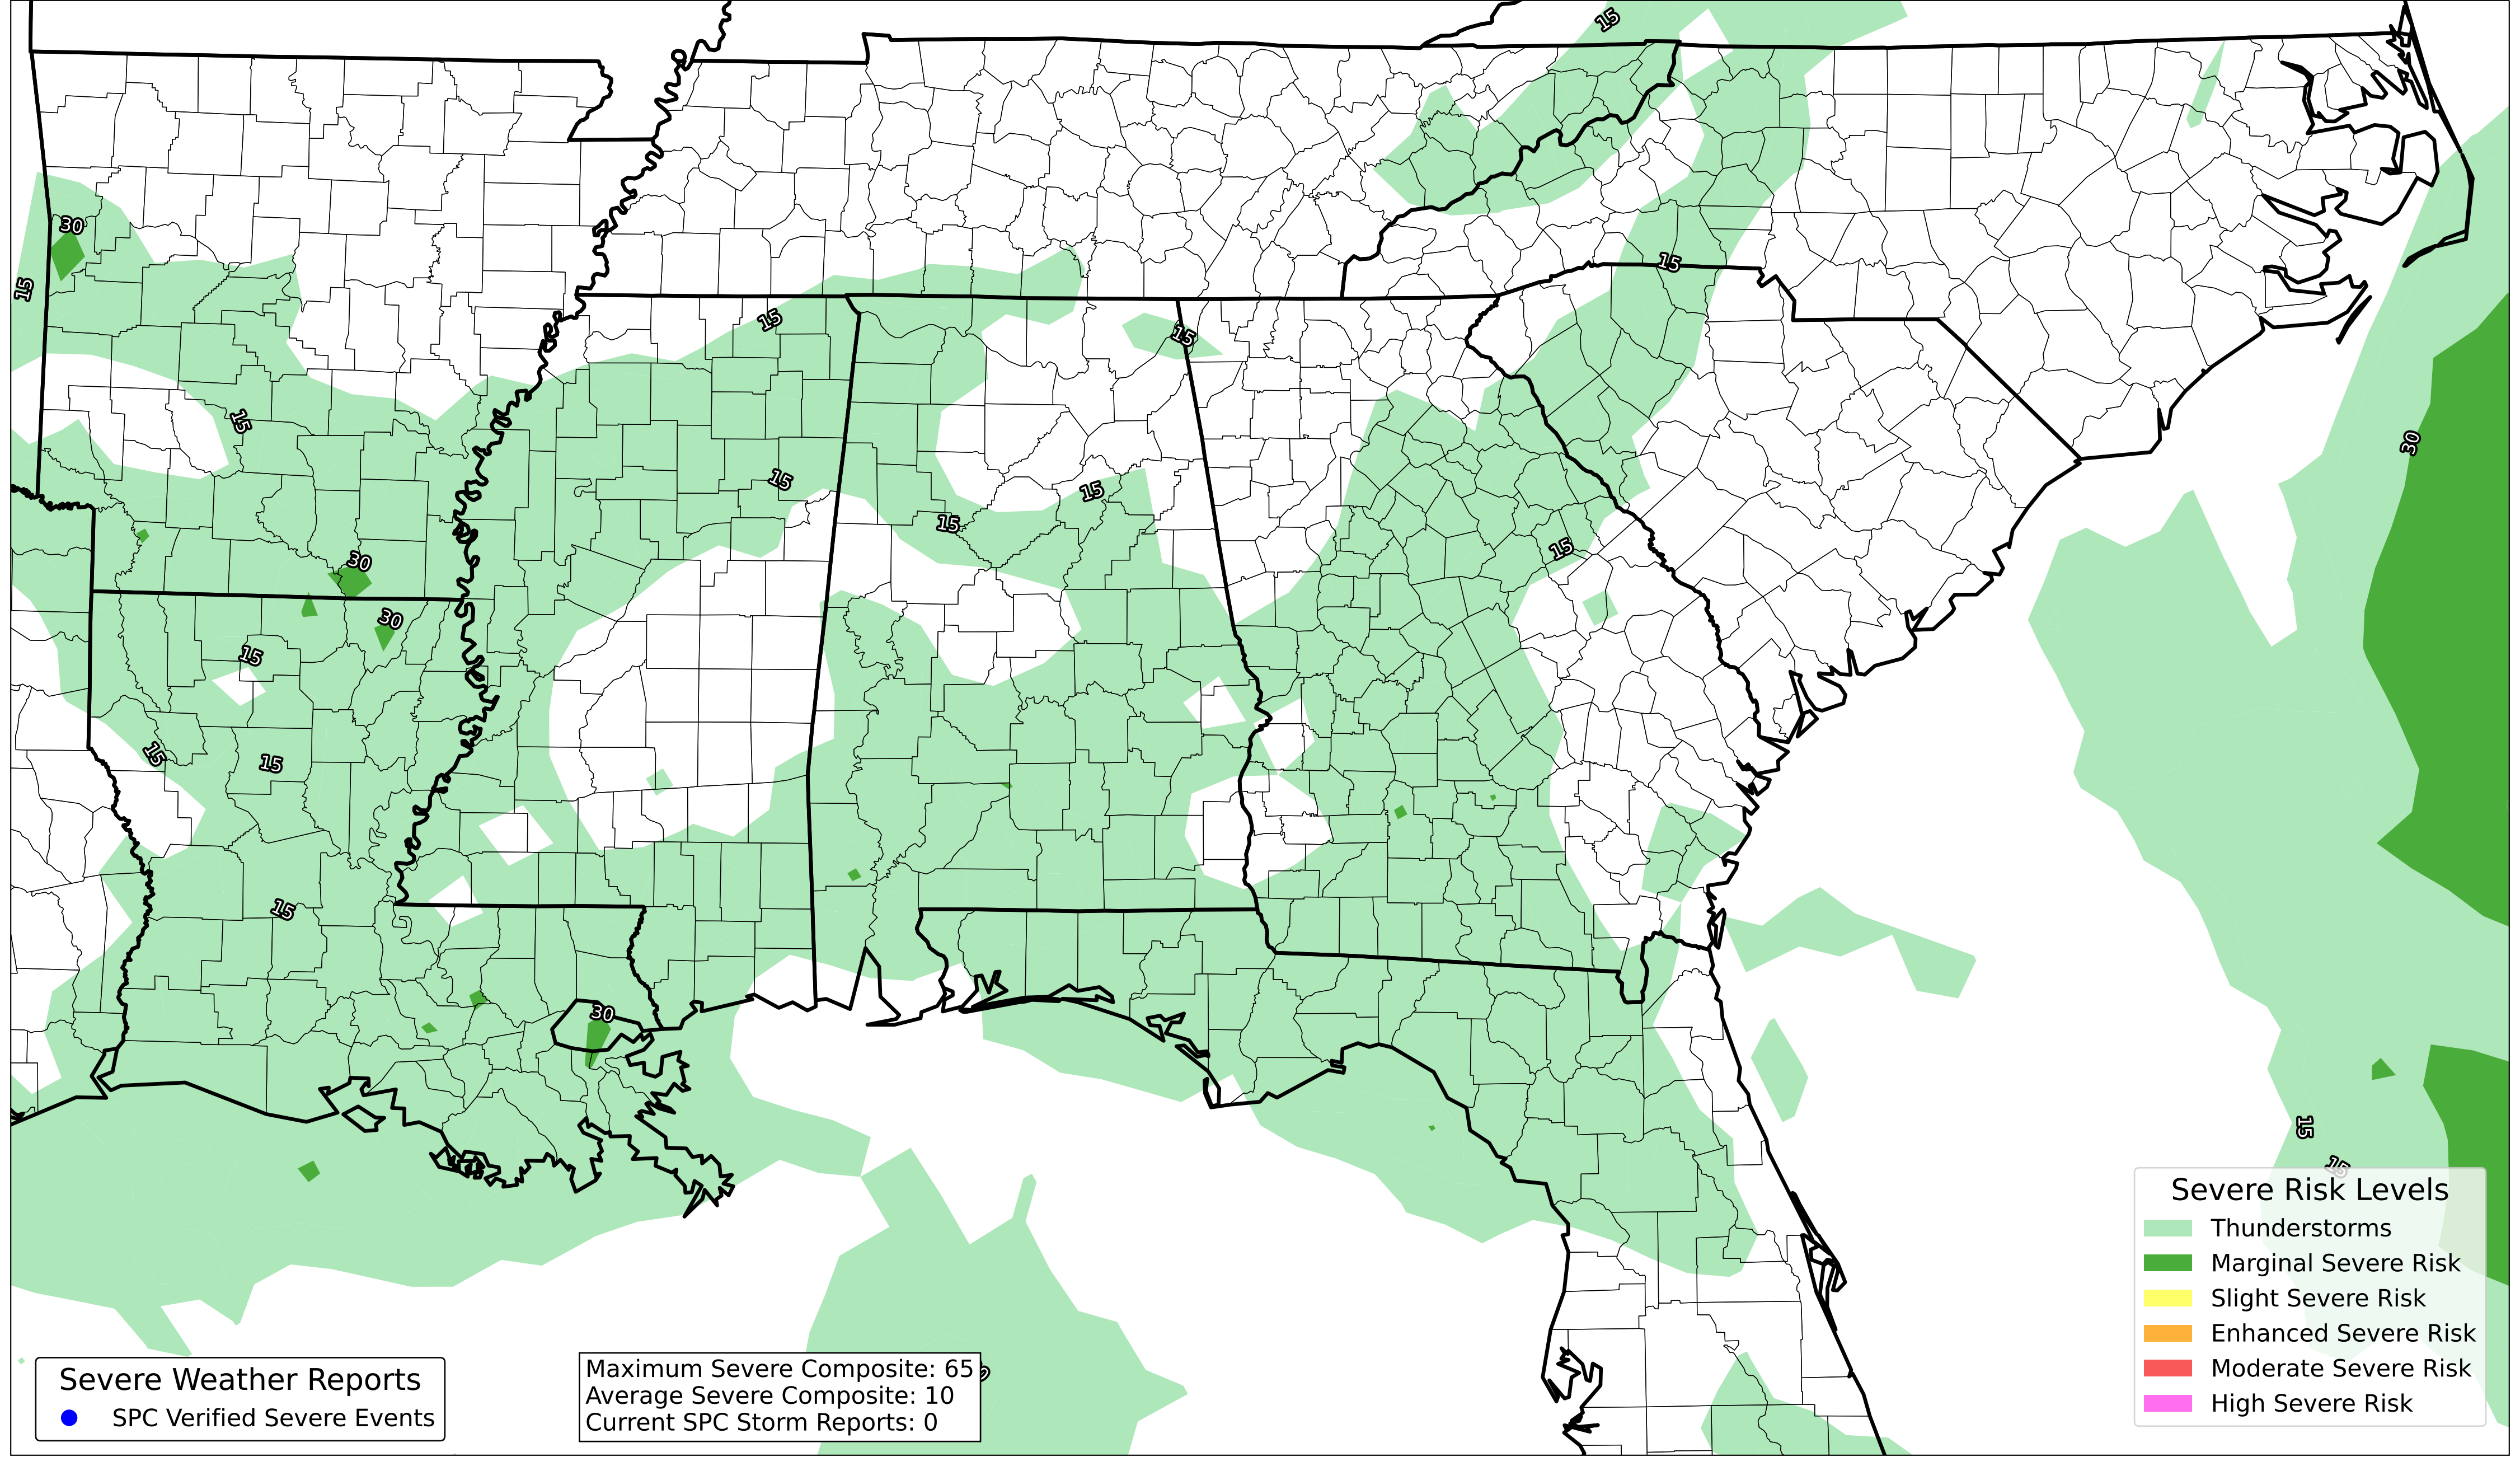 15
30
15
15
15
15
15
15
30
15
15
15
15
30
30
15
15
15
15
30
15
15
Severe Risk Levels
Thunderstorms
Marginal Severe Risk
Slight Severe Risk
Enhanced Severe Risk
Moderate Severe Risk
High Severe Risk
Severe Weather Reports
SPC Verified Severe Events
Maximum Severe Composite: 65
Average Severe Composite: 10
Current SPC Storm Reports: 0